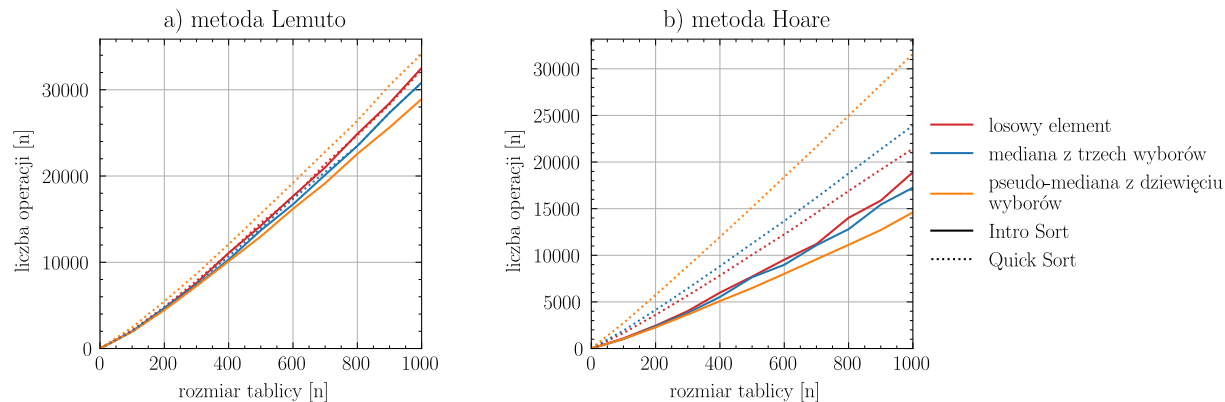 a) metoda Lemuto
liczba operacji [n]
30000
20000
10000
0
0 200 400 600 800 1000
rozmiar tablicy [n]
b) metoda Hoare
liczba operacji [n]
30000
25000
20000
15000
10000
5000
0
0 200 400 600 800 1000
rozmiar tablicy [n]
losowy element
mediana z trzech wyborów
pseudo-mediana z dziewięciu
wyborów
Intro Sort
Quick Sort